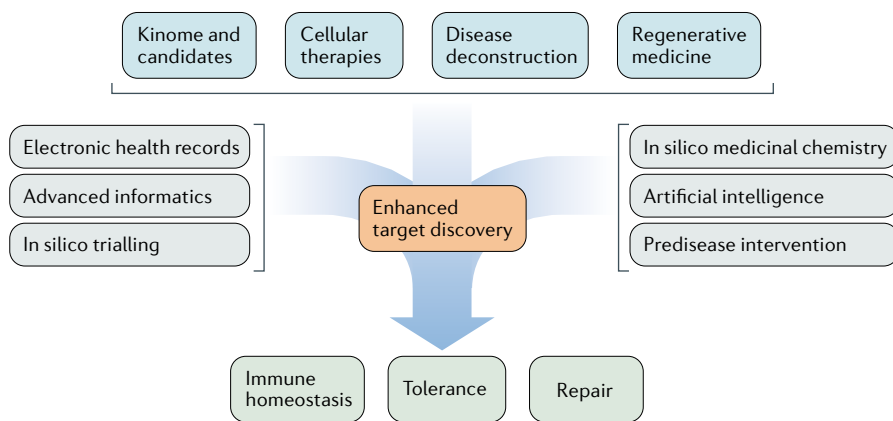 Kinome and
candidates
Cellular
therapies
Disease
deconstruction
Regenerative
medicine
Electronic health records
Advanced informatics
In silico trialling
Enhanced
target discovery
In silico medicinal chemistry
Artificial intelligence
Predisease intervention
Immune
homeostasis
Tolerance
Repair